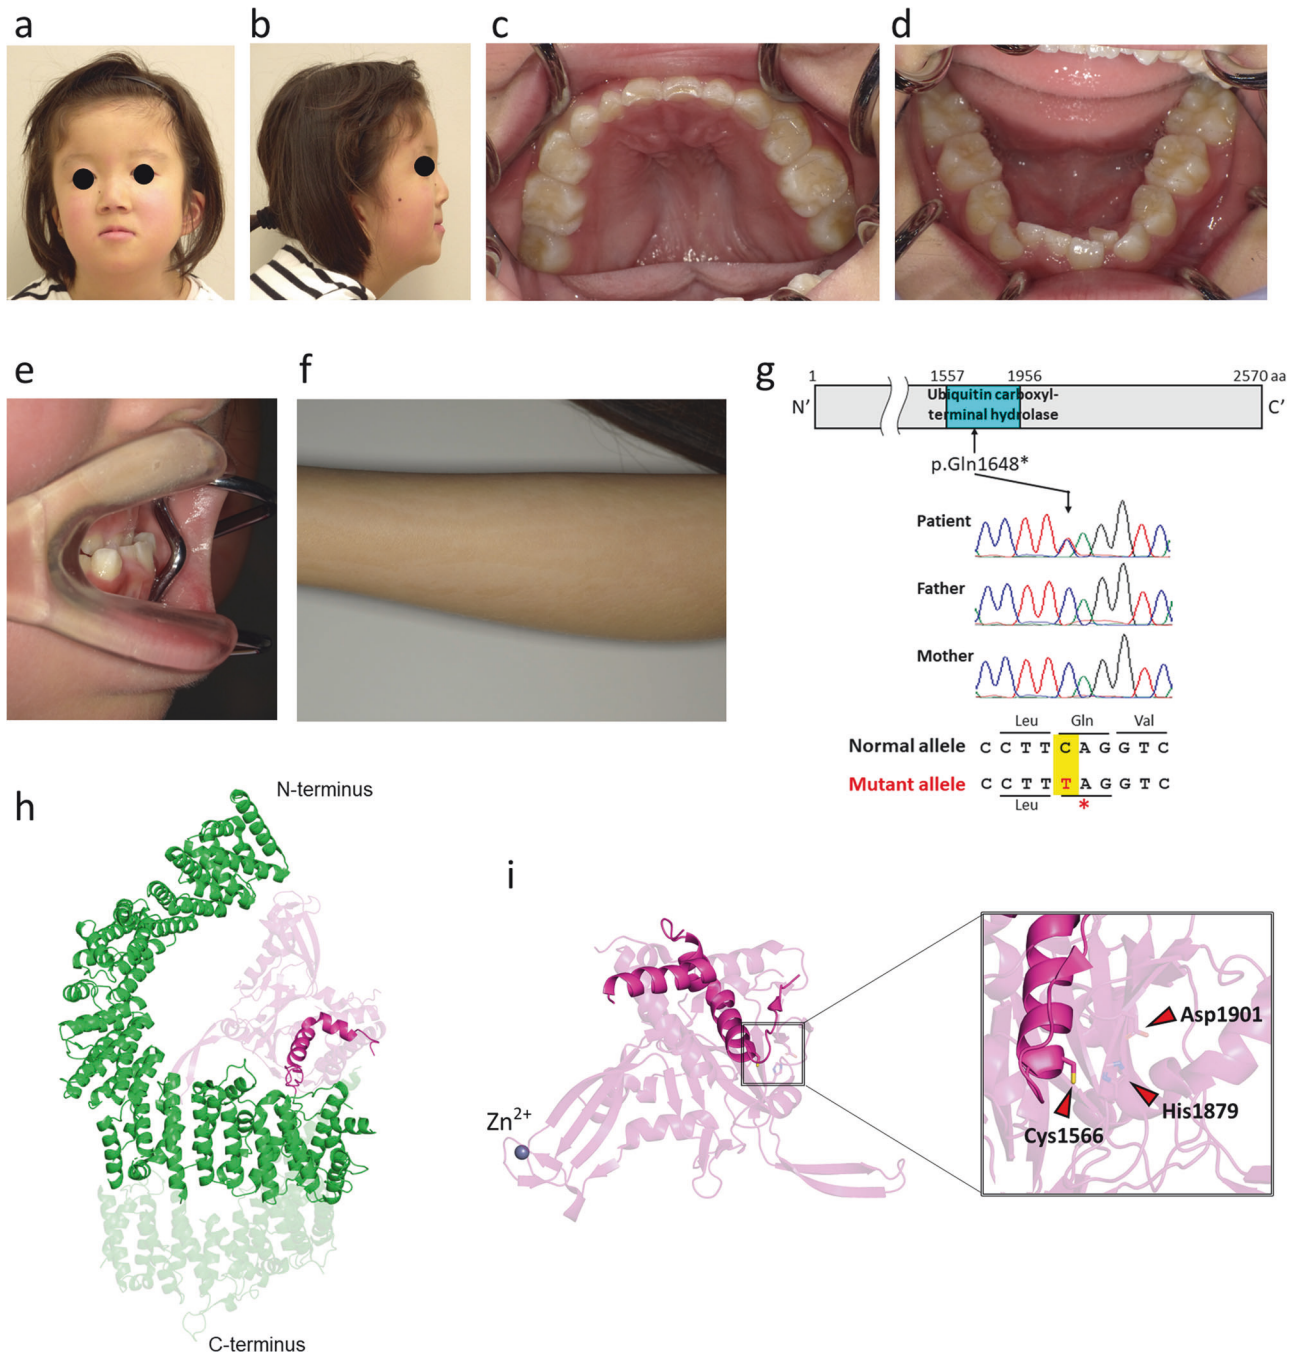 a
b
c
d
e
f
g
1
1557
1956
2570 aa
N'
Ubiquitin carboxyl-
terminal hydrolase
C'
p.Gln1648*
Patient
Father
Mother
Leu Gln Val
Normal allele C C T T C A G G T C
Mutant allele C C T T T A G G T C
Leu *
h
N-terminus
C-terminus
i
Zn2+
Asp1901
His1879
Cys1566